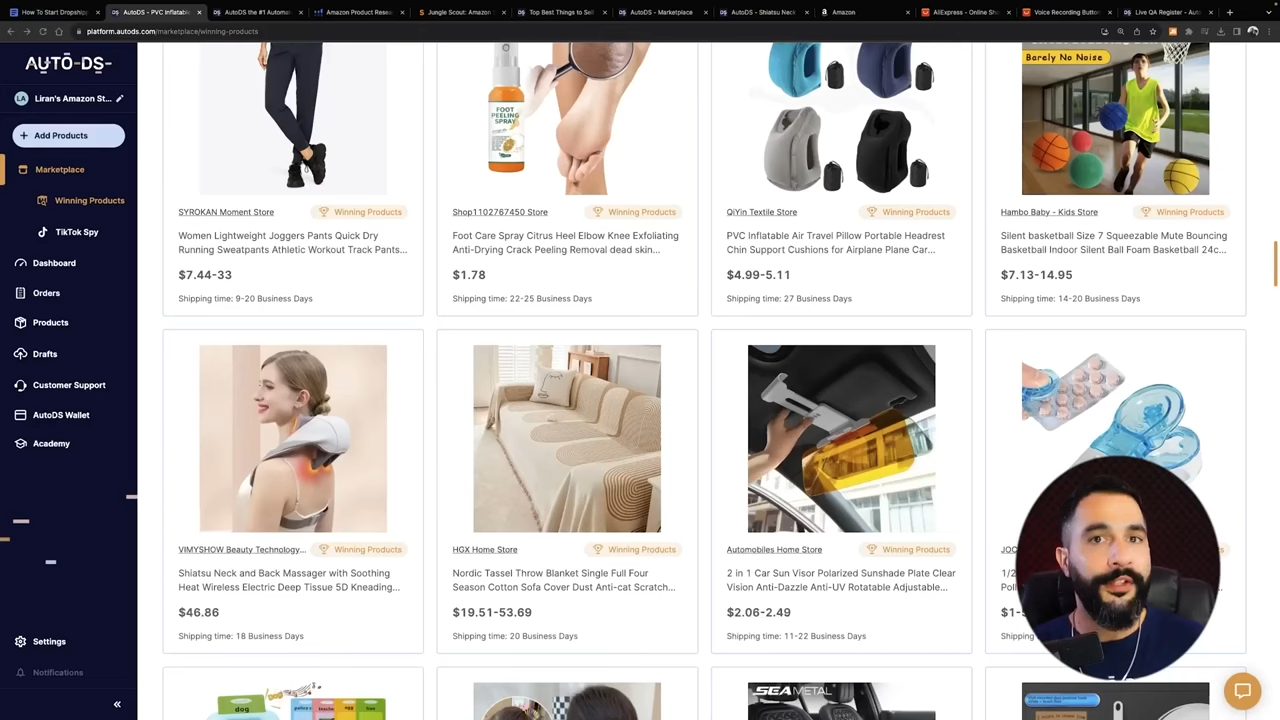 How To Start Dropship
AutoDS - PVC Inflatabl
AutoDS the #1 Automa
Amazon Product Resea
Jungle Scout: Amazon
Top Best Things to Sell
AutoDS - Marketplace
AutoDS - Shiatsu Neck
Amazon
AliExpress - Online Sh
Voice Recording Button
Live QA Register - Aut
platform.autods.com/marketplace/winning-products
AUTO-DS-
LA Liran's Amazon St...
+ Add Products
Marketplace
Winning Products
TikTok Spy
Dashboard
Orders
Products
Drafts
Customer Support
AutoDS Wallet
Academy
Settings
Notifications
FOOT
PEELING
SPRAY
Barely No Noise
SYROKAN Moment Store
Winning Products
Women Lightweight Joggers Pants Quick Dry
Running Sweatpants Athletic Workout Track Pants...
$7.44-33
Shipping time: 9-20 Business Days
Shop1102767450 Store
Winning Products
Foot Care Spray Citrus Heel Elbow Knee Exfoliating
Anti-Drying Crack Peeling Removal dead skin...
$1.78
Shipping time: 22-25 Business Days
QiYin Textile Store
Winning Products
PVC Inflatable Air Travel Pillow Portable Headrest
Chin Support Cushions for Airplane Plane Car...
$4.99-5.11
Shipping time: 27 Business Days
Hambo Baby - Kids Store
Winning Products
Silent basketball Size 7 Squeezable Mute Bouncing
Basketball Indoor Silent Ball Foam Basketball 24c...
$7.13-14.95
Shipping time: 14-20 Business Days
VIMYSHOW Beauty Technology...
Winning Products
Shiatsu Neck and Back Massager with Soothing
Heat Wireless Electric Deep Tissue 5D Kneading...
$46.86
Shipping time: 18 Business Days
HGX Home Store
Winning Products
Nordic Tassel Throw Blanket Single Full Four
Season Cotton Sofa Cover Dust Anti-cat Scratch...
$19.51-53.69
Shipping time: 20 Business Days
Automobiles Home Store
Winning Products
2 in 1 Car Sun Visor Polarized Sunshade Plate Clear
Vision Anti-Dazzle Anti-UV Rotatable Adjustable...
$2.06-2.49
Shipping time: 11-22 Business Days
JOC
1/2
Pol
$1-
Shipping
dog
SEAMETAL